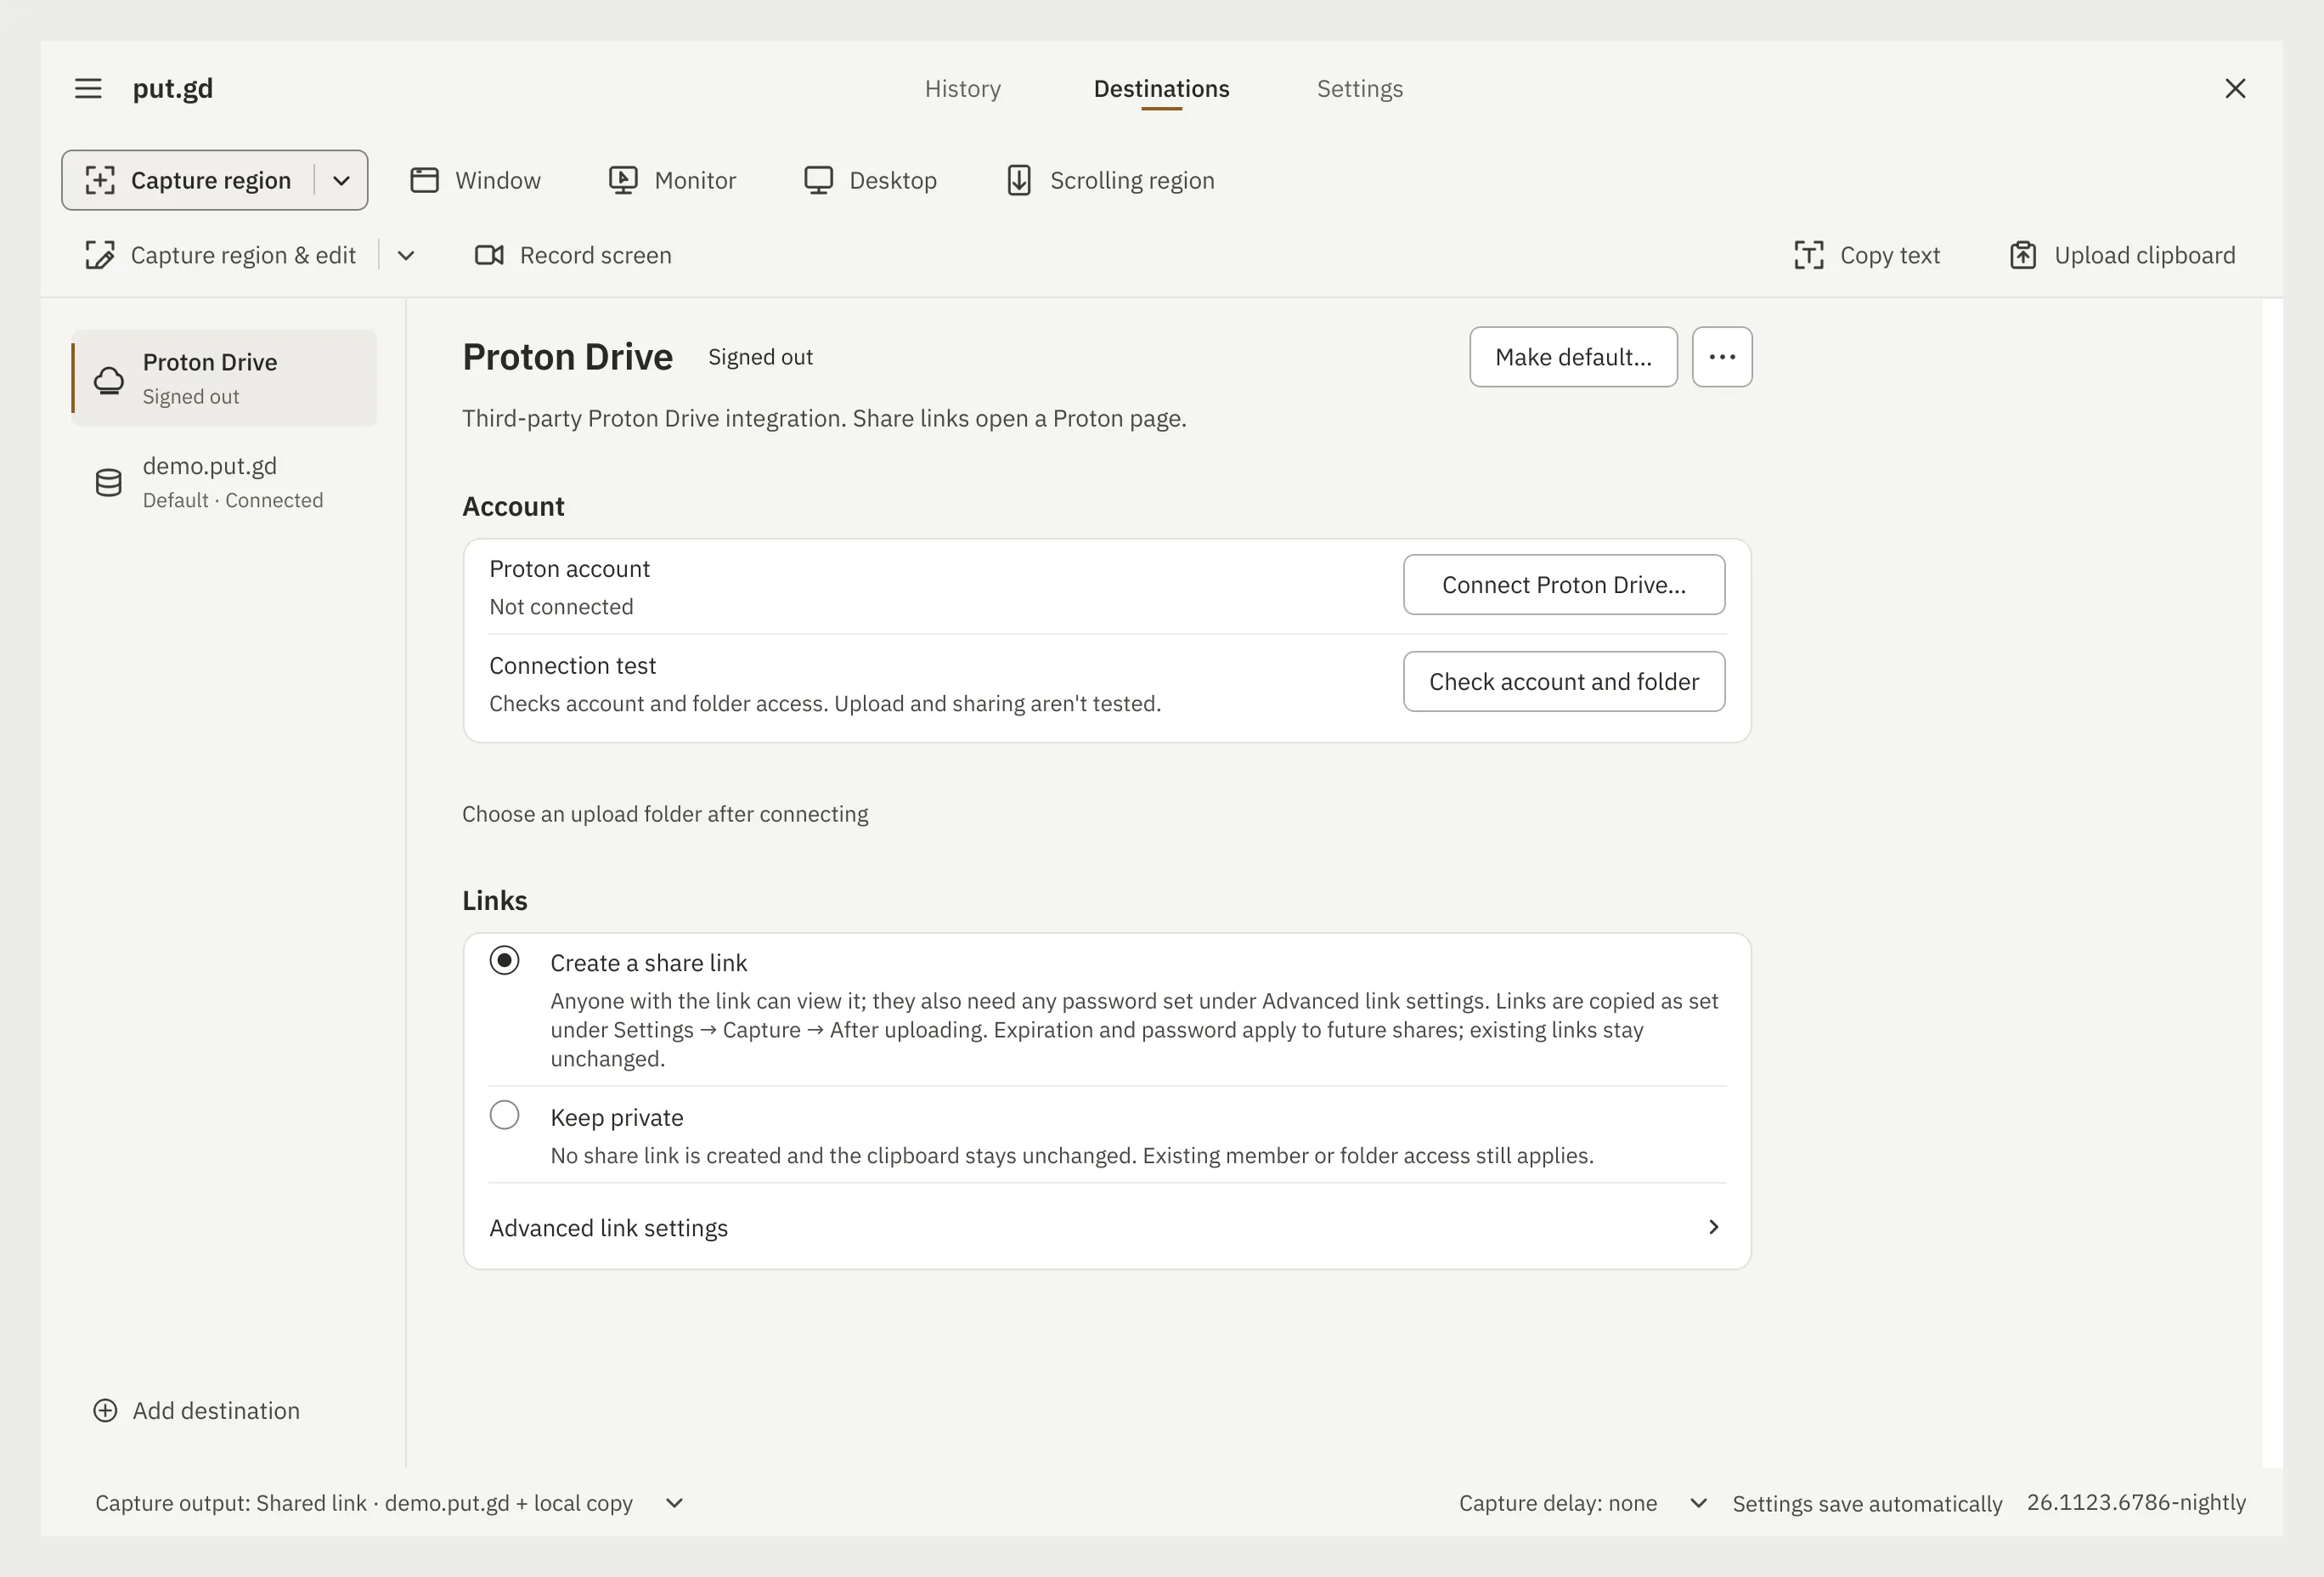 put.gd
History
Destinations
Settings
Capture region
Window
Monitor
Desktop
Scrolling region
Capture region & edit
Record screen
Copy text
Upload clipboard
Proton Drive
Signed out
demo.put.gd
Default · Connected
Add destination
Proton Drive
Signed out
Make default...
Third-party Proton Drive integration. Share links open a Proton page.
Account
Proton account
Not connected
Connect Proton Drive...
Connection test
Checks account and folder access. Upload and sharing aren't tested.
Check account and folder
Choose an upload folder after connecting
Links
Create a share link
Anyone with the link can view it; they also need any password set under Advanced link settings. Links are copied as set
under Settings → Capture → After uploading. Expiration and password apply to future shares; existing links stay
unchanged.
Keep private
No share link is created and the clipboard stays unchanged. Existing member or folder access still applies.
Advanced link settings
Capture output: Shared link · demo.put.gd + local copy
Capture delay: none
Settings save automatically
26.1123.6786-nightly